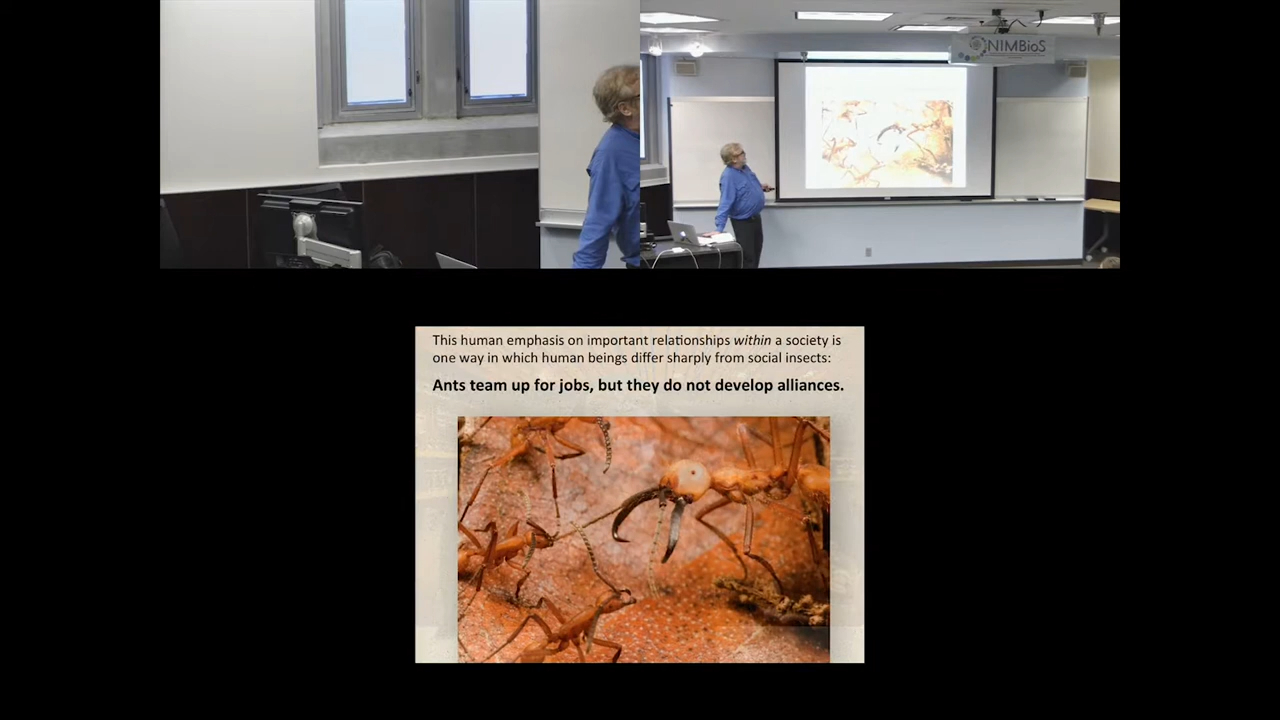 NIMBioS
This human emphasis on important relationships within a society is
one way in which human beings differ sharply from social insects:
Ants team up for jobs, but they do not develop alliances.